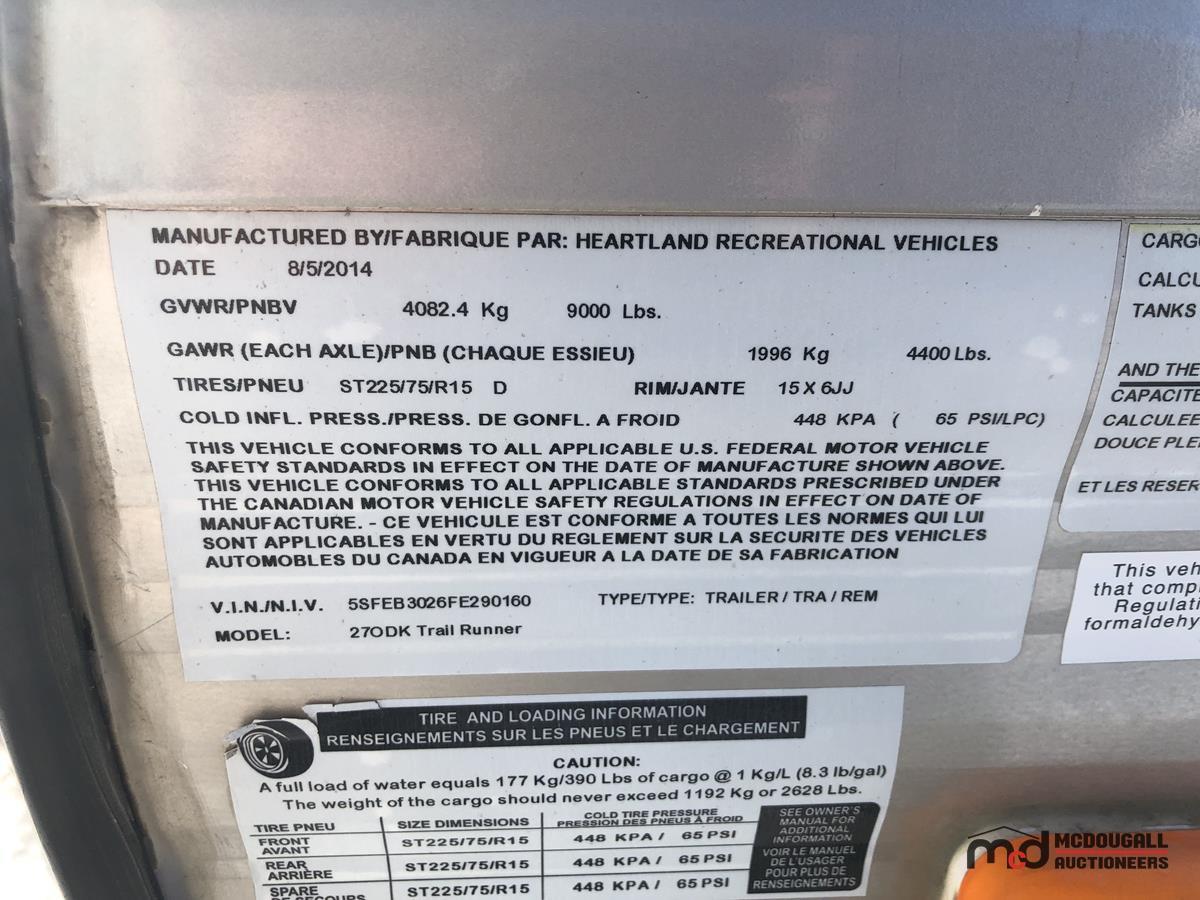 MANUFACTURED BY/FABRIQUE PAR: HEARTLAND RECREATIONAL VEHICLES
DATE 8/5/2014
GVWR/PNBV 4082.4 Kg 9000 Lbs.
GAWR (EACH AXLE)/PNB (CHAQUE ESSIEU) 1996 Kg 4400 Lbs.
TIRES/PNEU ST225/75/R15 D RIM/JANTE 15 X 6JJ
COLD INFL. PRESS./PRESS. DE GONFL. A FROID 448 KPA ( 65 PSI/LPC)
THIS VEHICLE CONFORMS TO ALL APPLICABLE U.S. FEDERAL MOTOR VEHICLE
SAFETY STANDARDS IN EFFECT ON THE DATE OF MANUFACTURE SHOWN ABOVE.
THIS VEHICLE CONFORMS TO ALL APPLICABLE STANDARDS PRESCRIBED UNDER
THE CANADIAN MOTOR VEHICLE SAFETY REGULATIONS IN EFFECT ON DATE OF
MANUFACTURE. - CE VEHICULE EST CONFORME A TOUTES LES NORMES QUI LUI
SONT APPLICABLES EN VERTU DU REGLEMENT SUR LA SECURITE DES VEHICLES
AUTOMOBILES DU CANADA EN VIGUEUR A LA DATE DE SA FABRICATION
V.I.N./N.I.V. 5SFEB3026FE290160 TYPE/TYPE: TRAILER / TRA / REM
MODEL: 27ODK Trail Runner
CARGO
CALCU
TANKS
AND THE
CAPACITE
CALCULEE
DOUCE PLEI
ET LES RESER
This veh
that comp
Regulati
formaldehy
TIRE AND LOADING INFORMATION
RENSEIGNEMENTS SUR LES PNEUS ET LE CHARGEMENT
CAUTION:
A full load of water equals 177 Kg/390 Lbs of cargo @ 1 Kg/L (8.3 lb/gal)
The weight of the cargo should never exceed 1192 Kg or 2628 Lbs.
TIRE PNEU SIZE DIMENSIONS COLD TIRE PRESSURE
PRESSION DES PNEUS À FROID
FRONT
AVANT ST225/75/R15 448 KPA / 65 PSI
REAR
ARRIÈRE ST225/75/R15 448 KPA / 65 PSI
SPARE
DE SECOURS ST225/75/R15 448 KPA / 65 PSI
SEE OWNER'S
MANUAL FOR
ADDITIONAL
INFORMATION
VOIR LE MANUEL
DE L'USAGER
POUR PLUS DE
RENSEIGNEMENTS
mcd MCDOUGALL
AUCTIONEERS